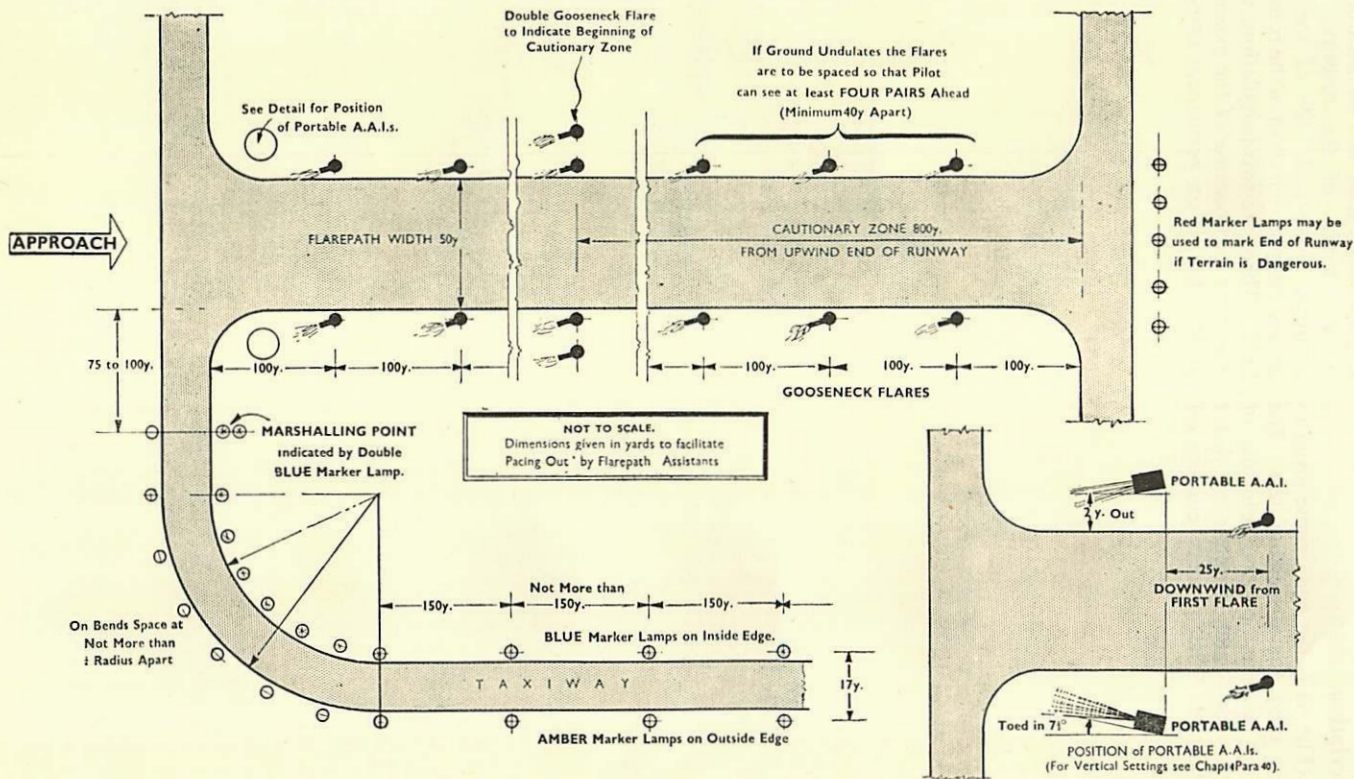 Double Gooseneck Flare
to Indicate Beginning of
Cautionary Zone
If Ground Undulates the Flares
are to be spaced so that Pilot
can see at least FOUR PAIRS Ahead
(Minimum 40y Apart)
See Detail for Position
of Portable A.A.I.s.
APPROACH
FLAREPATH WIDTH 50y
CAUTIONARY ZONE 800y.
FROM UPWIND END OF RUNWAY
Red Marker Lamps may be
used to mark End of Runway
if Terrain is Dangerous.
75 to 100y.
100y.
100y.
100y.
100y.
100y.
GOOSENECK FLARES
MARSHALLING POINT
indicated by Double
BLUE Marker Lamp.
NOT TO SCALE.
Dimensions given in yards to facilitate
Pacing Out ' by Flarepath Assistants
PORTABLE A.A.I.
2 y. Out
25y.
DOWNWIND from
FIRST FLARE
Not More than
150y.
150y.
150y.
On Bends Space at
Not More than
Radius Apart
BLUE Marker Lamps on Inside Edge.
TAXIWAY
17y.
AMBER Marker Lamps on Outside Edge
Toed in 7½°
PORTABLE A.A.I.
POSITION of PORTABLE A.A.Is.
(For Vertical Settings see Chap14Para 40).